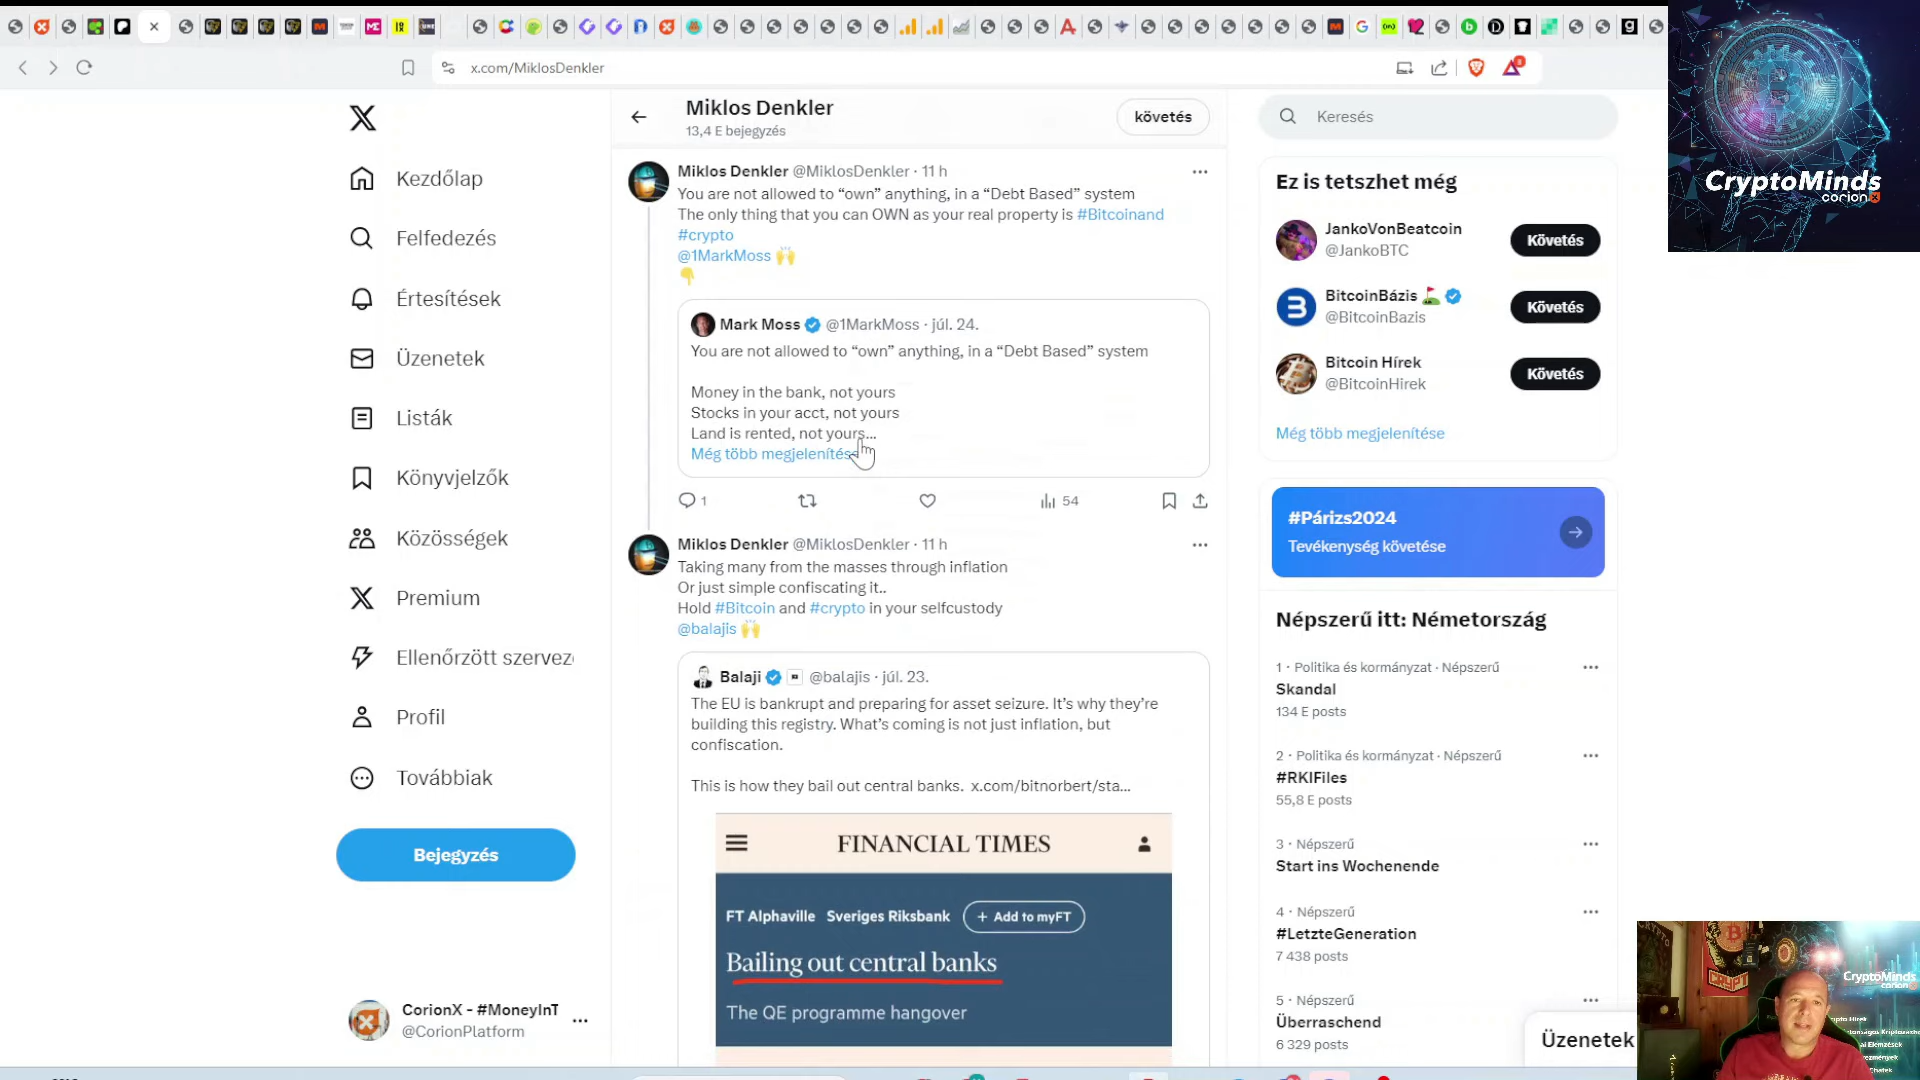 x.com/MiklosDenkler
CryptoMinds
corion
Kezdőlap
Felfedezés
Értesítések
Üzenetek
Listák
Könyvjelzők
Közösségek
Premium
Ellenőrzött szervez
Profil
Továbbiak
Bejegyzés
CorionX - #MoneyInT
@CorionPlatform
Miklos Denkler
13,4 E bejegyzés
követés
Miklos Denkler @MiklosDenkler · 11 h
You are not allowed to “own” anything, in a “Debt Based” system
The only thing that you can OWN as your real property is #Bitcoinand
#crypto
@1MarkMoss
Mark Moss @1MarkMoss · júl. 24.
You are not allowed to “own” anything, in a “Debt Based” system
Money in the bank, not yours
Stocks in your acct, not yours
Land is rented, not yours...
Még több megjelenítés
1
54
Miklos Denkler @MiklosDenkler · 11 h
Taking many from the masses through inflation
Or just simple confiscating it..
Hold #Bitcoin and #crypto in your selfcustody
@balajis
Balaji @balajis · júl. 23.
The EU is bankrupt and preparing for asset seizure. It’s why they’re
building this registry. What’s coming is not just inflation, but
confiscation.
This is how they bail out central banks. x.com/bitnorbert/sta...
FINANCIAL TIMES
FT Alphaville Sveriges Riksbank + Add to myFT
Bailing out central banks
The QE programme hangover
Keresés
Ez is tetszhet még
JankoVonBeatcoin
@JankoBTC
Követés
BitcoinBázis
@BitcoinBazis
Követés
Bitcoin Hírek
@BitcoinHirek
Követés
Még több megjelenítése
#Párizs2024
Tevékenység követése
Népszerű itt: Németország
1 · Politika és kormányzat · Népszerű
Skandal
134 E posts
2 · Politika és kormányzat · Népszerű
#RKIFiles
55,8 E posts
3 · Népszerű
Start ins Wochenende
4 · Népszerű
#LetzteGeneration
7 438 posts
5 · Népszerű
Überraschend
6 329 posts
Üzenetek
CryptoMinds
corion